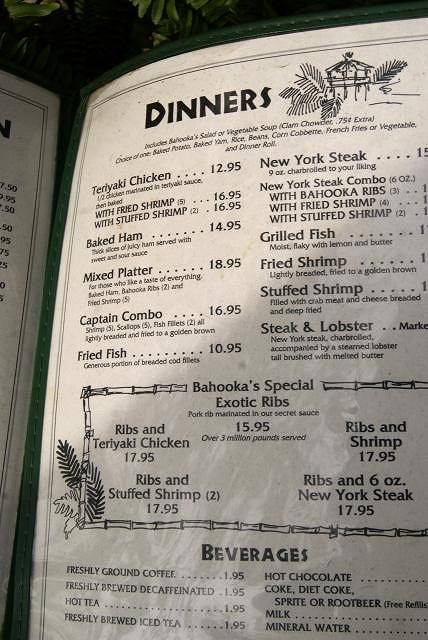 N
7.50
7.50
DINNERS
Includes Bahooka's Salad or Vegetable Soup (Clam Chowder, .75¢ Extra)
Choice of one: Baked Potato, Baked Yam, Rice, Beans, Corn Cobbette, French Fries or Vegetable,
and Dinner Roll.
Teriyaki Chicken .... 12.95
1/2 chicken marinated in teriyaki sauce,
then baked
WITH FRIED SHRIMP (5) ... 16.95
WITH STUFFED SHRIMP (2) . 16.95
Baked Ham ......... 14.95
Thick slices of juicy ham served with
sweet and sour sauce
Mixed Platter ........ 18.95
For those who like a taste of everything.
Baked Ham, Bahooka Ribs (2) and
Fried Shrimp (5)
Captain Combo ..... 16.95
Shrimp (5), Scallops (5), Fish Fillets (2) all
lightly breaded and fried to a golden brown
Fried Fish .......... 10.95
Generous portion of breaded cod fillets
New York Steak .... 15
9 oz. charbroiled to your liking
New York Steak Combo (6 OZ.)
WITH BAHOOKA RIBS (3) .. 1
WITH FRIED SHRIMP (4) .. 1
WITH STUFFED SHRIMP (2) . 1
Grilled Fish ......... 1
Moist, flaky with lemon and butter
Fried Shrimp ........ 1
Lightly breaded, fried to a golden brown
Stuffed Shrimp ...... 1
Filled with crab meat and cheese breaded
and deep fried
Steak & Lobster .. Marke
New York steak, charbroiled,
accompanied by a steamed lobster
tail brushed with melted butter
Bahooka's Special
Exotic Ribs
Pork rib marinated in our secret sauce
15.95
Over 3 million pounds served
Ribs and
Teriyaki Chicken
17.95
Ribs and
Shrimp
17.95
Ribs and
Stuffed Shrimp (2)
17.95
Ribs and 6 oz.
New York Steak
17.95
BEVERAGES
FRESHLY GROUND COFFEE .......1.95
FRESHLY BREWED DECAFFEINATED .1.95
HOT TEA .................1.95
FRESHLY BREWED ICED TEA ...1.95
HOT CHOCOLATE .........
COKE, DIET COKE,
SPRITE OR ROOTBEER (Free Refills)
MILK ................
MINERAL WATER .........